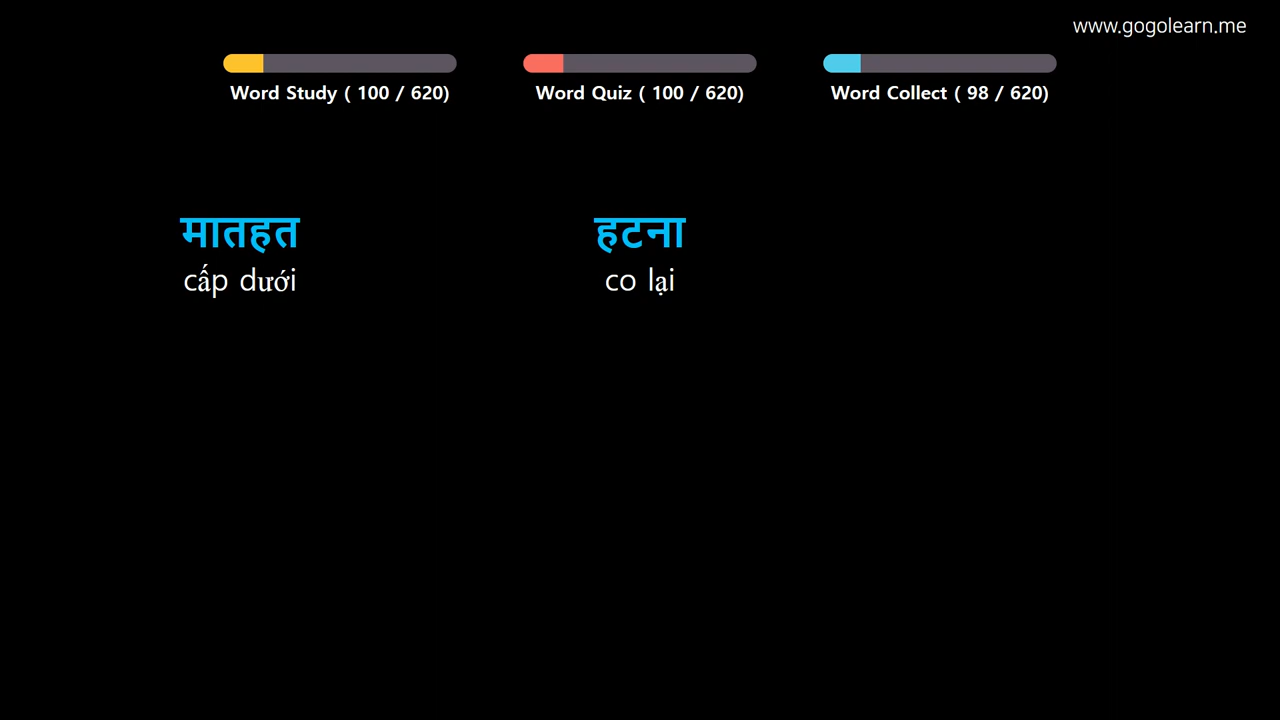 www.gogolearn.me
Word Study ( 100 / 620)
Word Quiz ( 100 / 620)
Word Collect ( 98 / 620)
मातहत
cấp dưới
हटना
co lại